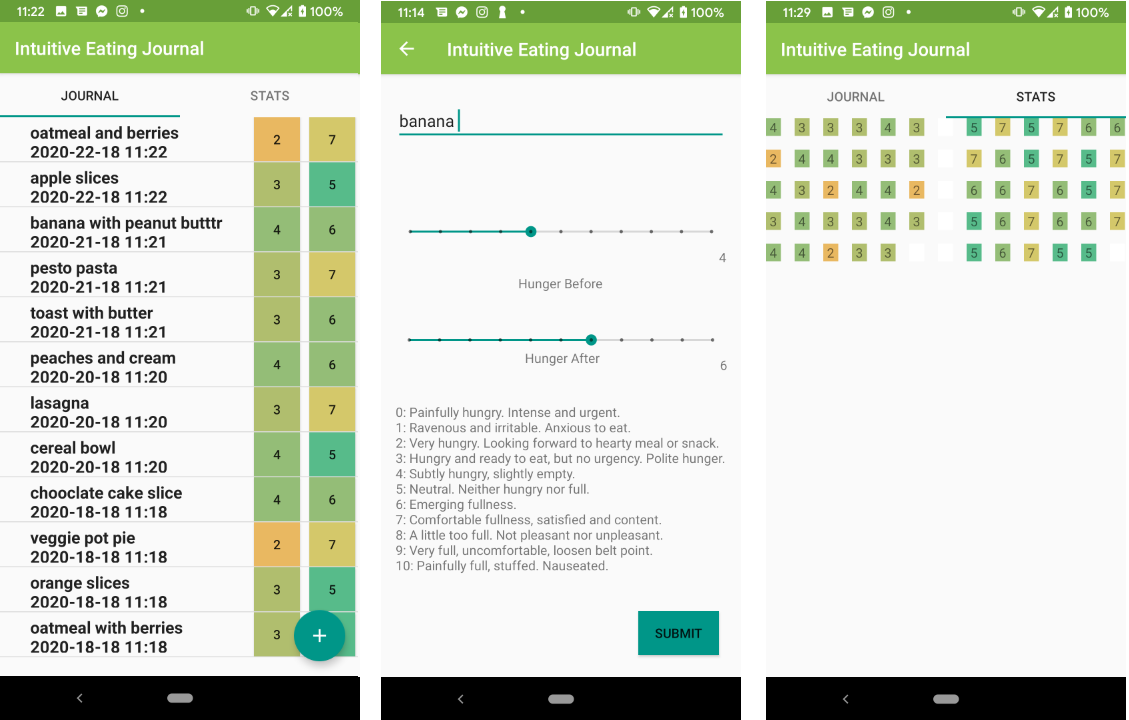 11:22 100%
Intuitive Eating Journal
JOURNAL STATS
oatmeal and berries
2020-22-18 11:22 2 7
apple slices
2020-22-18 11:22 3 5
banana with peanut butttr
2020-21-18 11:21 4 6
pesto pasta
2020-21-18 11:21 3 7
toast with butter
2020-21-18 11:21 3 6
peaches and cream
2020-20-18 11:20 4 6
lasagna
2020-20-18 11:20 3 7
cereal bowl
2020-20-18 11:20 4 5
chooclate cake slice
2020-18-18 11:18 4 6
veggie pot pie
2020-18-18 11:18 2 7
orange slices
2020-18-18 11:18 3 5
oatmeal with berries
2020-18-18 11:18 3
+
11:14 100%
Intuitive Eating Journal
banana
4
Hunger Before
Hunger After
6
0: Painfully hungry. Intense and urgent.
1: Ravenous and irritable. Anxious to eat.
2: Very hungry. Looking forward to hearty meal or snack.
3: Hungry and ready to eat, but no urgency. Polite hunger.
4: Subtly hungry, slightly empty.
5: Neutral. Neither hungry nor full.
6: Emerging fullness.
7: Comfortable fullness, satisfied and content.
8: A little too full. Not pleasant nor unpleasant.
9: Very full, uncomfortable, loosen belt point.
10: Painfully full, stuffed. Nauseated.
SUBMIT
11:29 100%
Intuitive Eating Journal
JOURNAL STATS
4 3 3 3 4 3 5 7 5 7 6 6
2 4 4 3 3 3 7 6 5 7 5 7
4 3 2 4 4 2 6 6 7 6 5 7
3 4 3 3 4 3 5 6 7 6 6 7
4 4 2 3 3 5 6 7 5 5